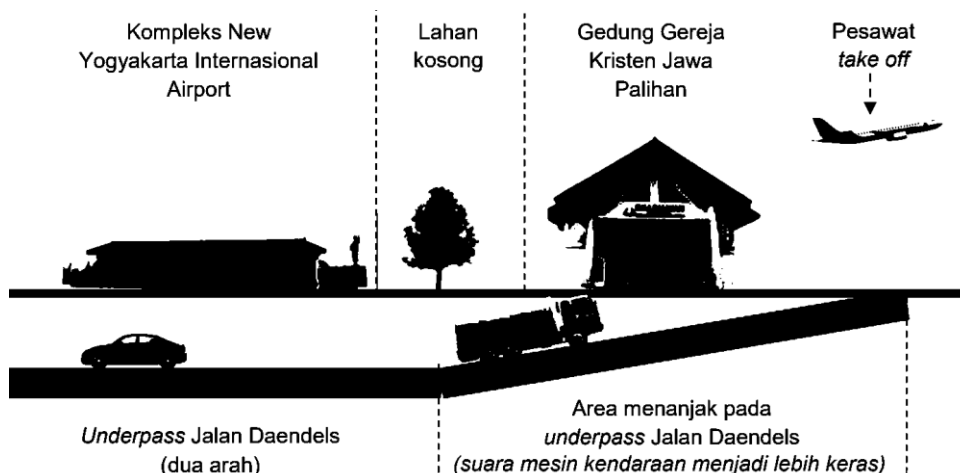 Kompleks New
Yogyakarta Internasional
Airport
Lahan
kosong
Gedung Gereja
Kristen Jawa
Palihan
Pesawat
take off
Underpass Jalan Daendels
(dua arah)
Area menanjak pada
underpass Jalan Daendels
(suara mesin kendaraan menjadi lebih keras)